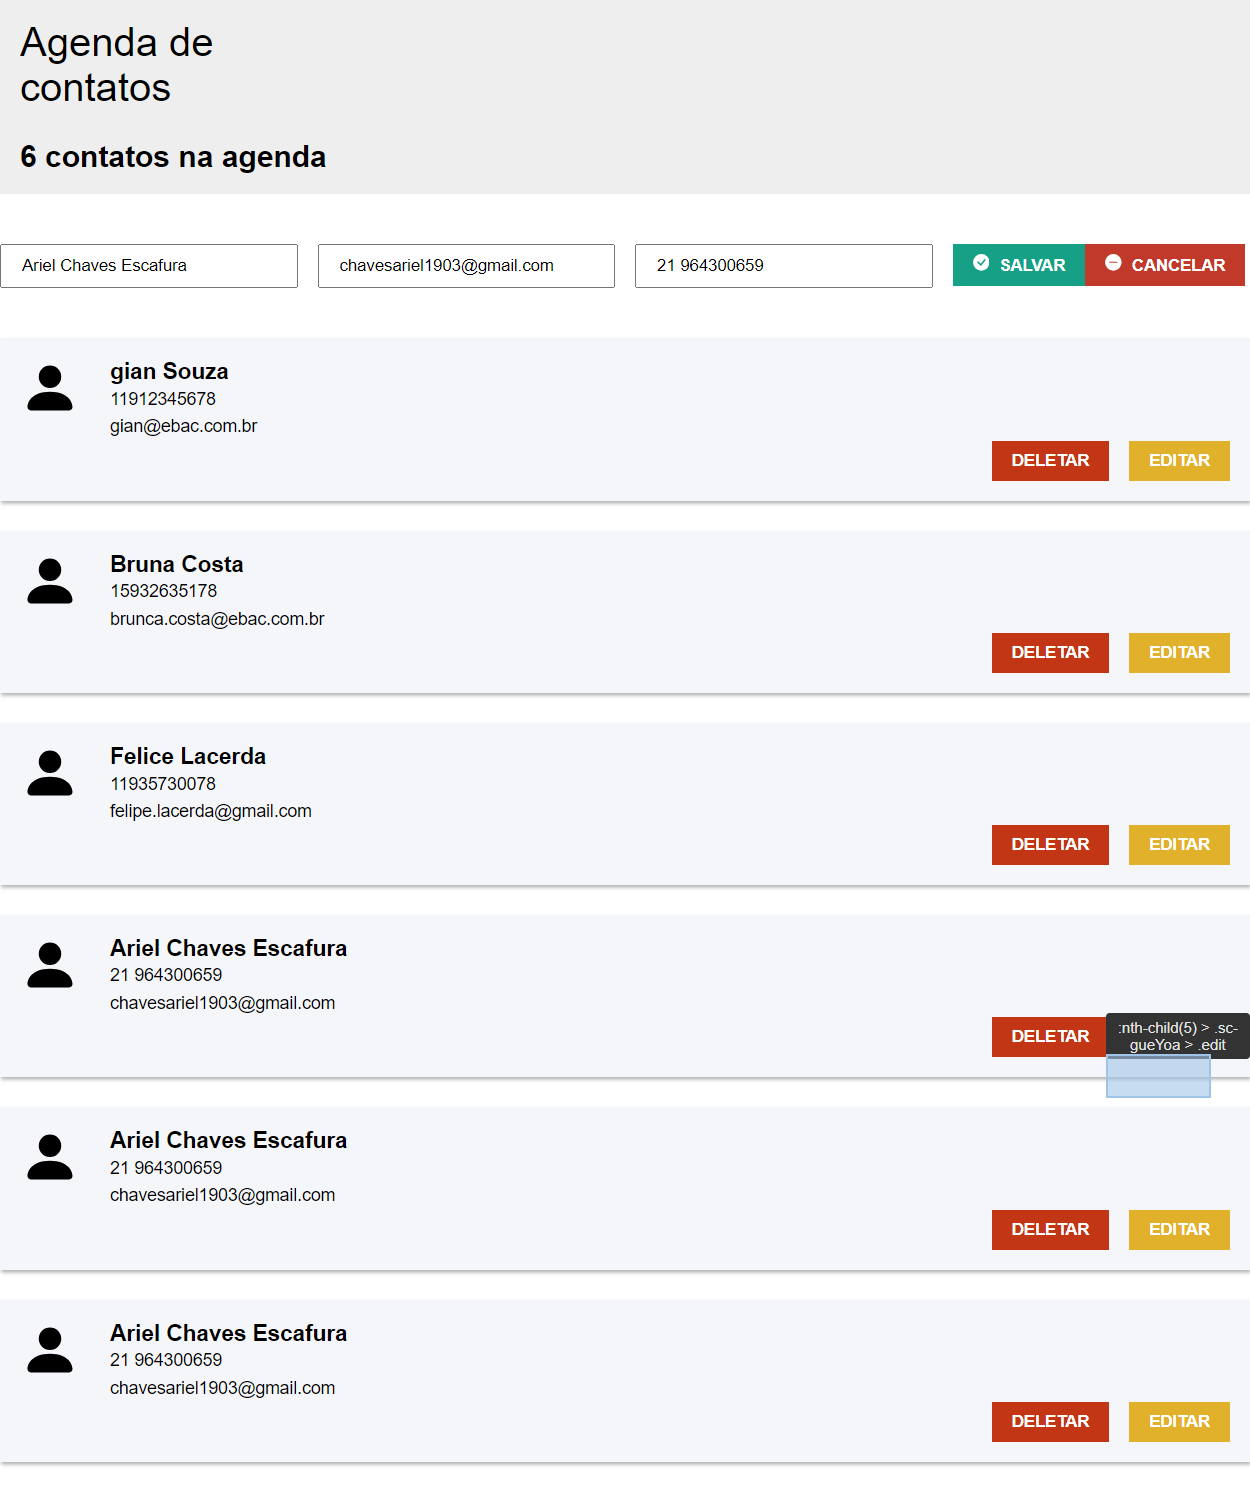 Agenda de
contatos
6 contatos na agenda
Ariel Chaves Escafura
chavesariel1903@gmail.com
21 964300659
SALVAR
CANCELAR
gian Souza
11912345678
gian@ebac.com.br
DELETAR
EDITAR
Bruna Costa
15932635178
brunca.costa@ebac.com.br
DELETAR
EDITAR
Felice Lacerda
11935730078
felipe.lacerda@gmail.com
DELETAR
EDITAR
Ariel Chaves Escafura
21 964300659
chavesariel1903@gmail.com
DELETAR
:nth-child(5) > .sc-
gueYoa > .edit
Ariel Chaves Escafura
21 964300659
chavesariel1903@gmail.com
DELETAR
EDITAR
Ariel Chaves Escafura
21 964300659
chavesariel1903@gmail.com
DELETAR
EDITAR